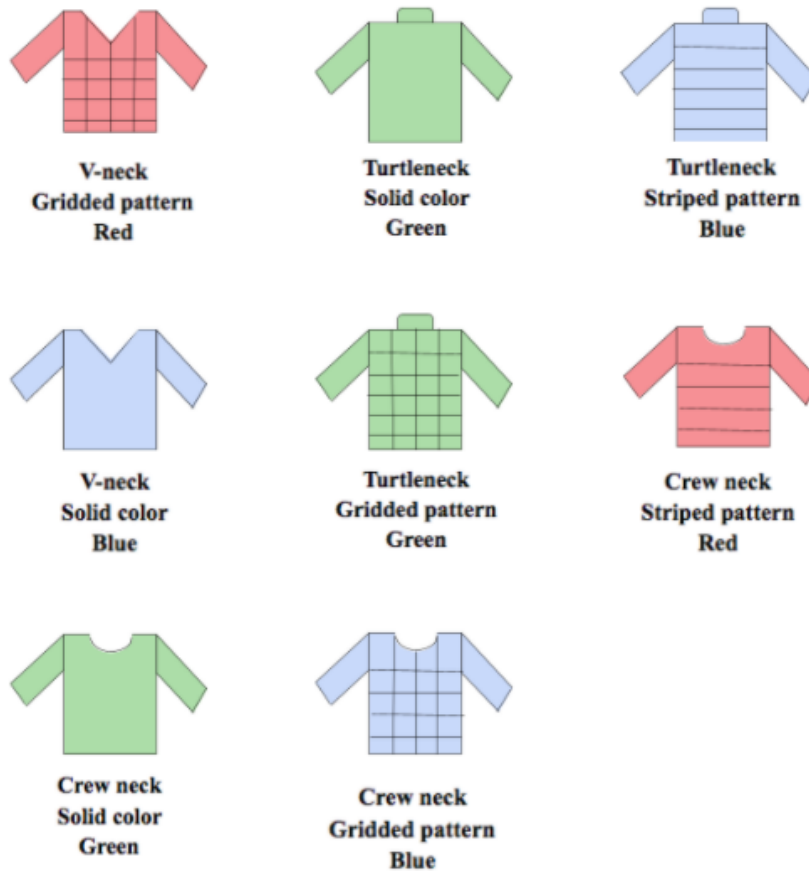 V-neck
Gridded pattern
Red
Turtleneck
Solid color
Green
Turtleneck
Striped pattern
Blue
V-neck
Solid color
Blue
Turtleneck
Gridded pattern
Green
Crew neck
Striped pattern
Red
Crew neck
Solid color
Green
Crew neck
Gridded pattern
Blue